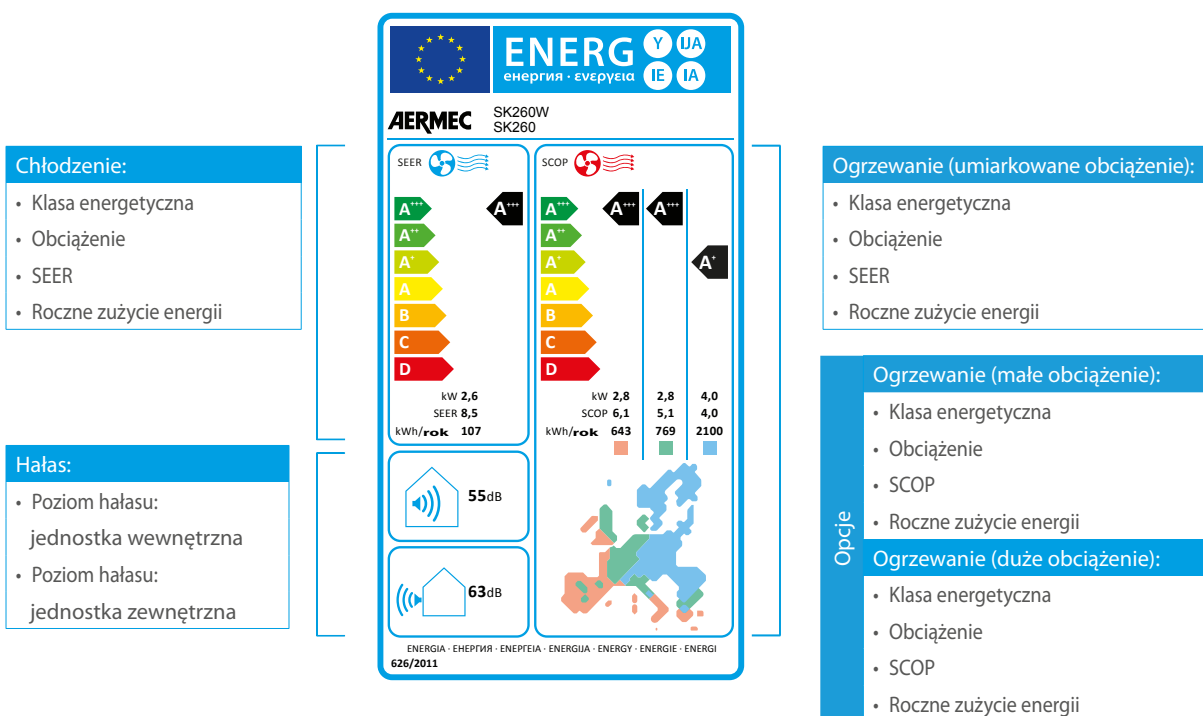 ENERG
енергия · ενεργεια
Y
IJA
IE
IA
AERMEC
SK260W
SK260
SEER
A+++
A++
A+
A
B
C
D
A+++
kW 2,6
SEER 8,5
kWh/rok 107
SCOP
A+++
A++
A+
A
B
C
D
A+++
A+++
A+
kW 2,8 2,8 4,0
SCOP 6,1 5,1 4,0
kWh/rok 643 769 2100
55dB
63dB
ENERGIA · ЕНЕРГИЯ · ΕΝΕΡΓΕΙΑ · ENERGIJA · ENERGY · ENERGIE · ENERGI
626/2011
Chłodzenie:
• Klasa energetyczna
• Obciążenie
• SEER
• Roczne zużycie energii
Hałas:
• Poziom hałasu:
jednostka wewnętrzna
• Poziom hałasu:
jednostka zewnętrzna
Ogrzewanie (umiarkowane obciążenie):
• Klasa energetyczna
• Obciążenie
• SEER
• Roczne zużycie energii
Opcje
Ogrzewanie (małe obciążenie):
• Klasa energetyczna
• Obciążenie
• SCOP
• Roczne zużycie energii
Ogrzewanie (duże obciążenie):
• Klasa energetyczna
• Obciążenie
• SCOP
• Roczne zużycie energii